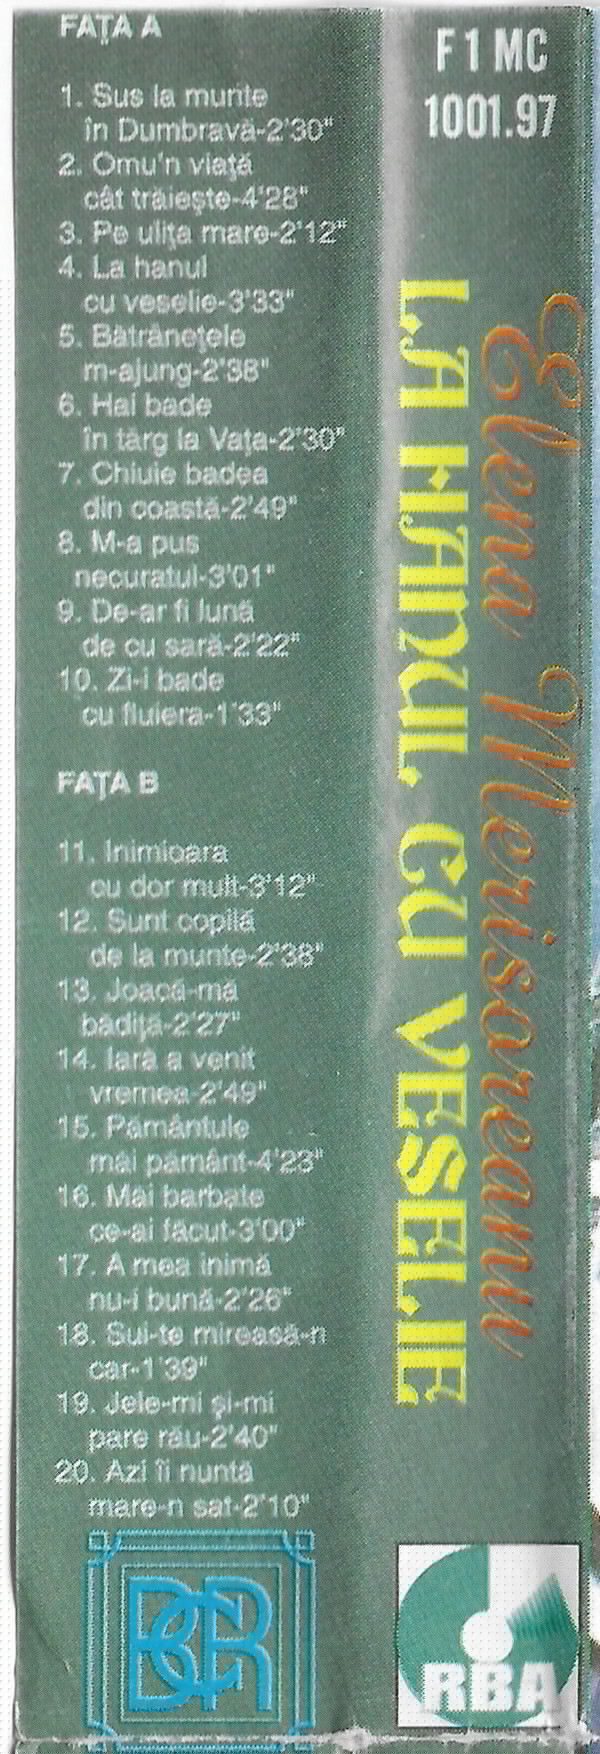 FAȚA A
1. Sus la munte
în Dumbravă-2'30"
2. Omu'n viață
cât trăiește-4'28"
3. Pe ulița mare-2'12"
4. La hanul
cu veselie-3'33"
5. Bătrânețele
m-ajung-2'38"
6. Hai bade
în târg la Vața-2'30"
7. Chiuie badea
din coastă-2'49"
8. M-a pus
necuratul-3'01"
9. De-ar fi lună
de cu sară-2'22"
10. Zi-i bade
cu fluiera-1'33"
FAȚA B
11. Inimioara
cu dor mult-3'12"
12. Sunt copilă
de la munte-2'38"
13. Joacă-mă
bădiță-2'27"
14. Iară a venit
vremea-2'49"
15. Pământule
măi pământ-4'23"
16. Măi barbate
ce-ai făcut-3'00"
17. A mea inimă
nu-i bună-2'26"
18. Sui-te mireasă-n
car-1'39"
19. Jele-mi și-mi
pare rău-2'40"
20. Azi îi nuntă
mare-n sat-2'10"
BCR
F1 MC
1001.97
Elena Merisoreanu
LA HANUL CU VESELIE
RBA